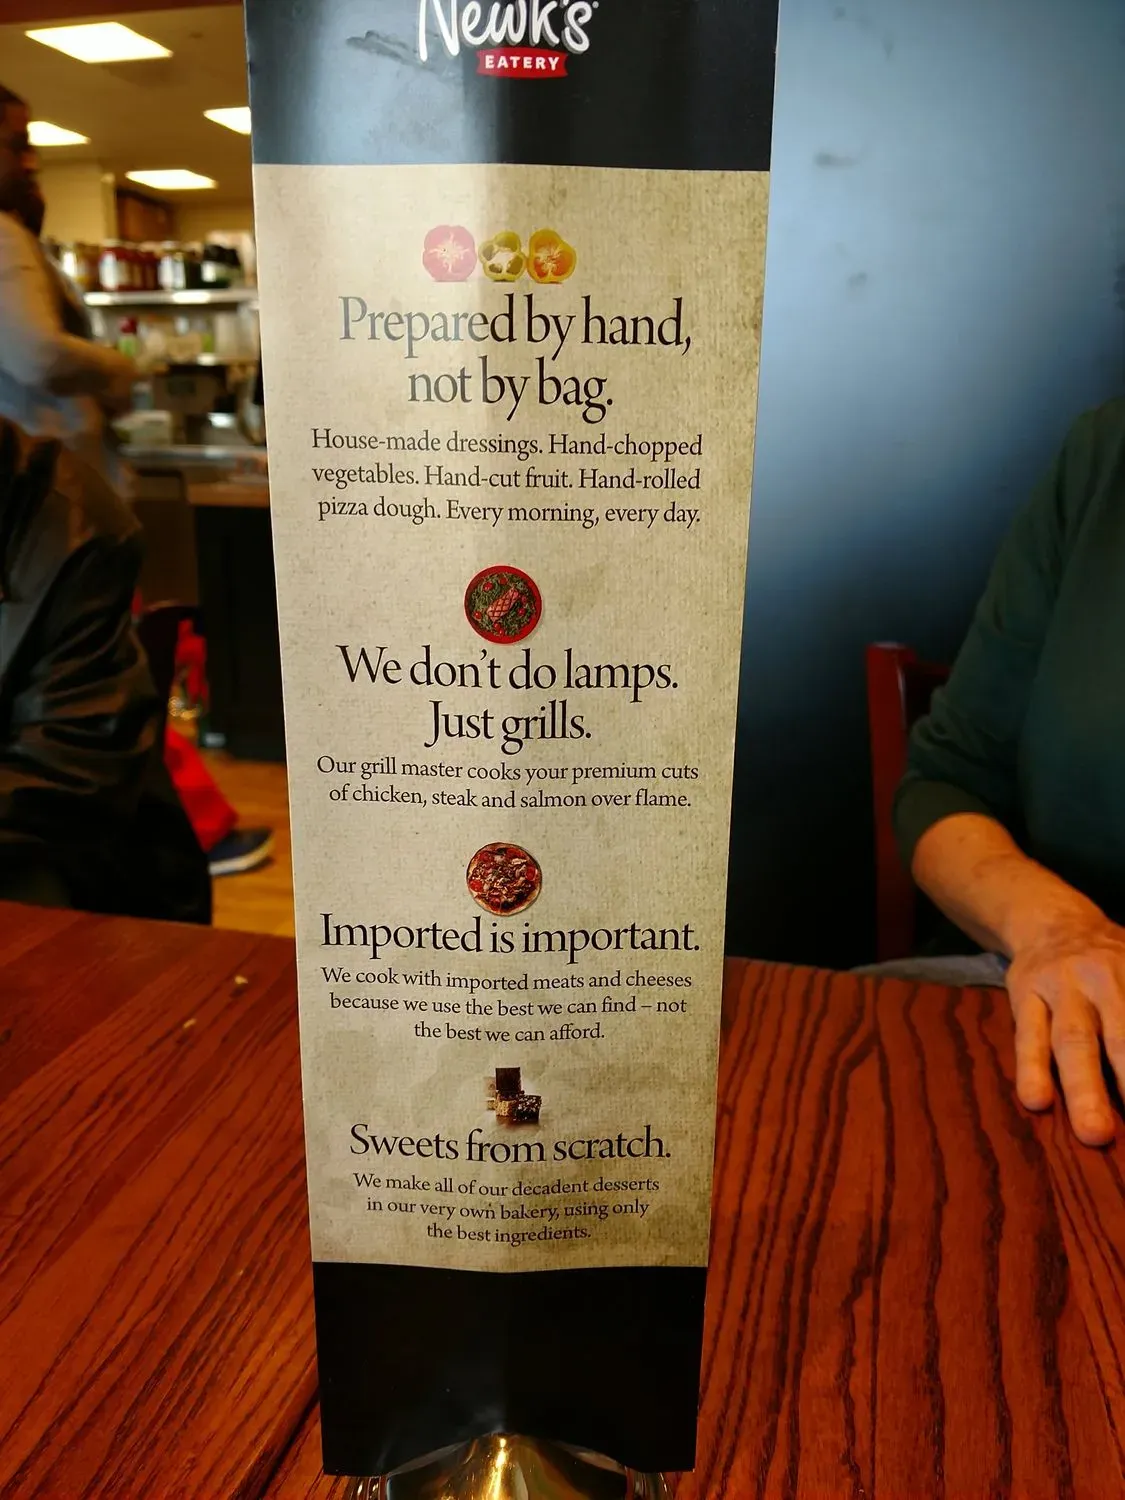 Newk's
EATERY
Prepared by hand,
not by bag.
House-made dressings. Hand-chopped
vegetables. Hand-cut fruit. Hand-rolled
pizza dough. Every morning, every day.
We don't do lamps.
Just grills.
Our grill master cooks your premium cuts
of chicken, steak and salmon over flame.
Imported is important.
We cook with imported meats and cheeses
because we use the best we can find – not
the best we can afford.
Sweets from scratch.
We make all of our decadent desserts
in our very own bakery, using only
the best ingredients.